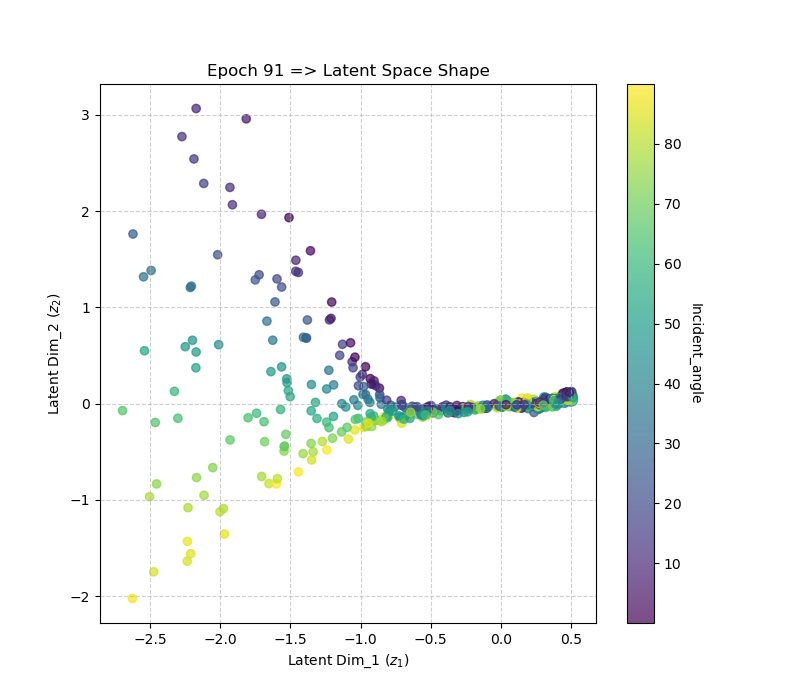 Epoch 91 => Latent Space Shape
3
2
1
0
−1
−2
Latent Dim_2 (z₂)
−2.5 −2.0 −1.5 −1.0 −0.5 0.0 0.5
Latent Dim_1 (z₁)
80
70
60
50
40
30
20
10
Incident_angle